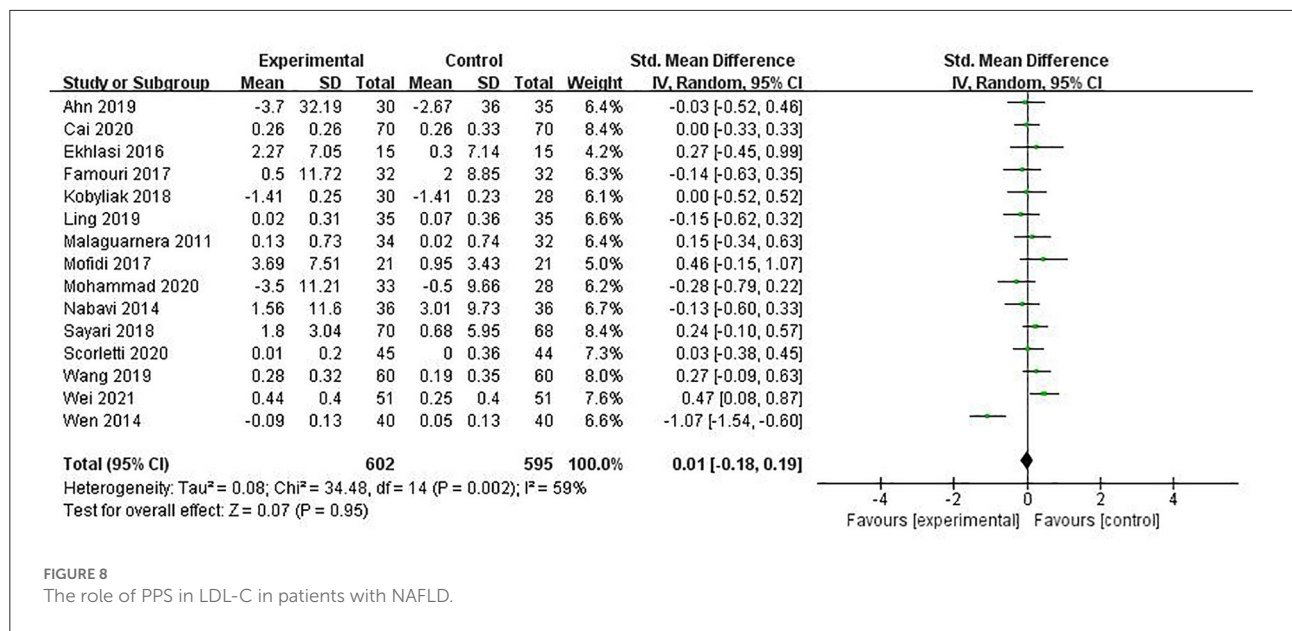 Experimental Control Std. Mean Difference Std. Mean Difference
Study or Subgroup Mean SD Total Mean SD Total Weight IV, Random, 95% CI IV, Random, 95% CI
Ahn 2019 -3.7 32.19 30 -2.67 36 35 6.4% -0.03 [-0.52, 0.46]
Cai 2020 0.26 0.26 70 0.26 0.33 70 8.4% 0.00 [-0.33, 0.33]
Ekhlasi 2016 2.27 7.05 15 0.3 7.14 15 4.2% 0.27 [-0.45, 0.99]
Famouri 2017 0.5 11.72 32 2 8.85 32 6.3% -0.14 [-0.63, 0.35]
Kobyliak 2018 -1.41 0.25 30 -1.41 0.23 28 6.1% 0.00 [-0.52, 0.52]
Ling 2019 0.02 0.31 35 0.07 0.36 35 6.6% -0.15 [-0.62, 0.32]
Malaguarnera 2011 0.13 0.73 34 0.02 0.74 32 6.4% 0.15 [-0.34, 0.63]
Mofidi 2017 3.69 7.51 21 0.95 3.43 21 5.0% 0.46 [-0.15, 1.07]
Mohammad 2020 -3.5 11.21 33 -0.5 9.66 28 6.2% -0.28 [-0.79, 0.22]
Nabavi 2014 1.56 11.6 36 3.01 9.73 36 6.7% -0.13 [-0.60, 0.33]
Sayari 2018 1.8 3.04 70 0.68 5.95 68 8.4% 0.24 [-0.10, 0.57]
Scorletti 2020 0.01 0.2 45 0 0.36 44 7.3% 0.03 [-0.38, 0.45]
Wang 2019 0.28 0.32 60 0.19 0.35 60 8.0% 0.27 [-0.09, 0.63]
Wei 2021 0.44 0.4 51 0.25 0.4 51 7.6% 0.47 [0.08, 0.87]
Wen 2014 -0.09 0.13 40 0.05 0.13 40 6.6% -1.07 [-1.54, -0.60]
Total (95% CI) 602 595 100.0% 0.01 [-0.18, 0.19]
Heterogeneity: Tau² = 0.08; Chi² = 34.48, df = 14 (P = 0.002); I² = 59%
Test for overall effect: Z = 0.07 (P = 0.95)
-4 -2 0 2 4
Favours [experimental] Favours [control]
FIGURE 8
The role of PPS in LDL-C in patients with NAFLD.